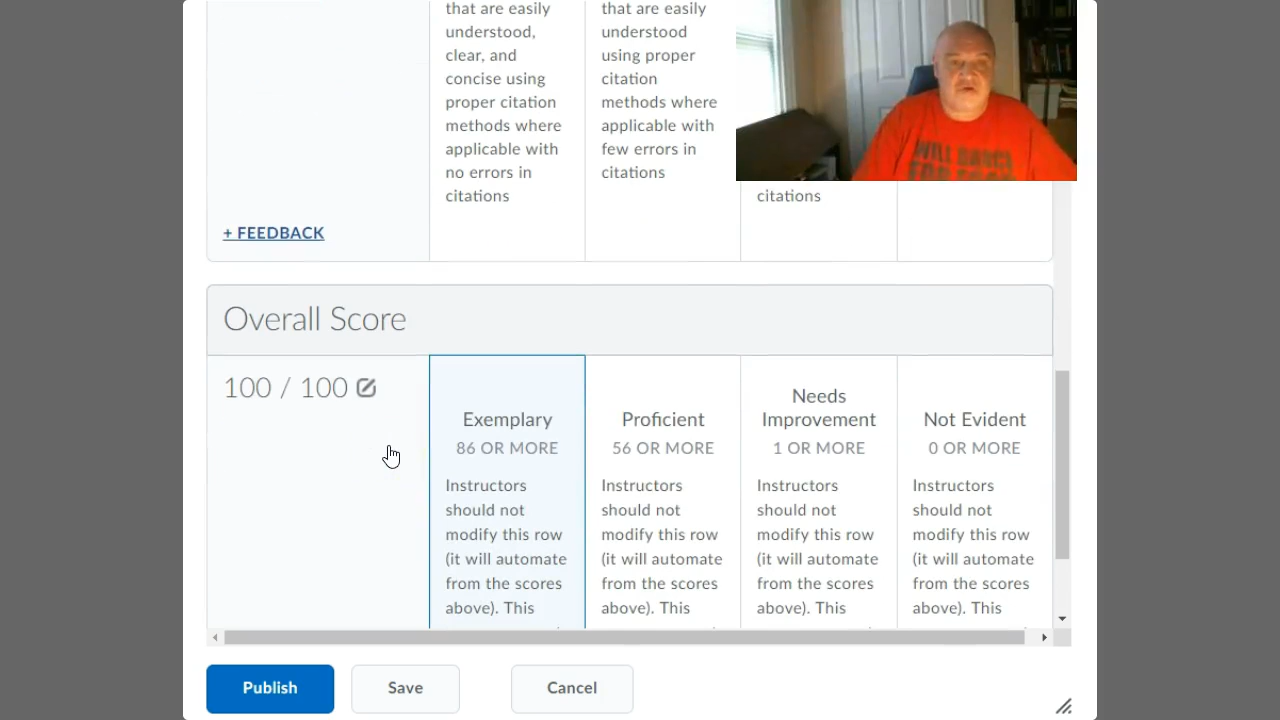 that are easily
understood,
clear, and
concise using
proper citation
methods where
applicable with
no errors in
citations
that are easily
understood
using proper
citation
methods where
applicable with
few errors in
citations
citations
WILL DANCE
FOR FOOD
+ FEEDBACK
Overall Score
100 / 100
Exemplary
86 OR MORE
Instructors
should not
modify this row
(it will automate
from the scores
above). This
Proficient
56 OR MORE
Instructors
should not
modify this row
(it will automate
from the scores
above). This
Needs
Improvement
1 OR MORE
Instructors
should not
modify this row
(it will automate
from the scores
above). This
Not Evident
0 OR MORE
Instructors
should not
modify this row
(it will automate
from the scores
above). This
Publish
Save
Cancel